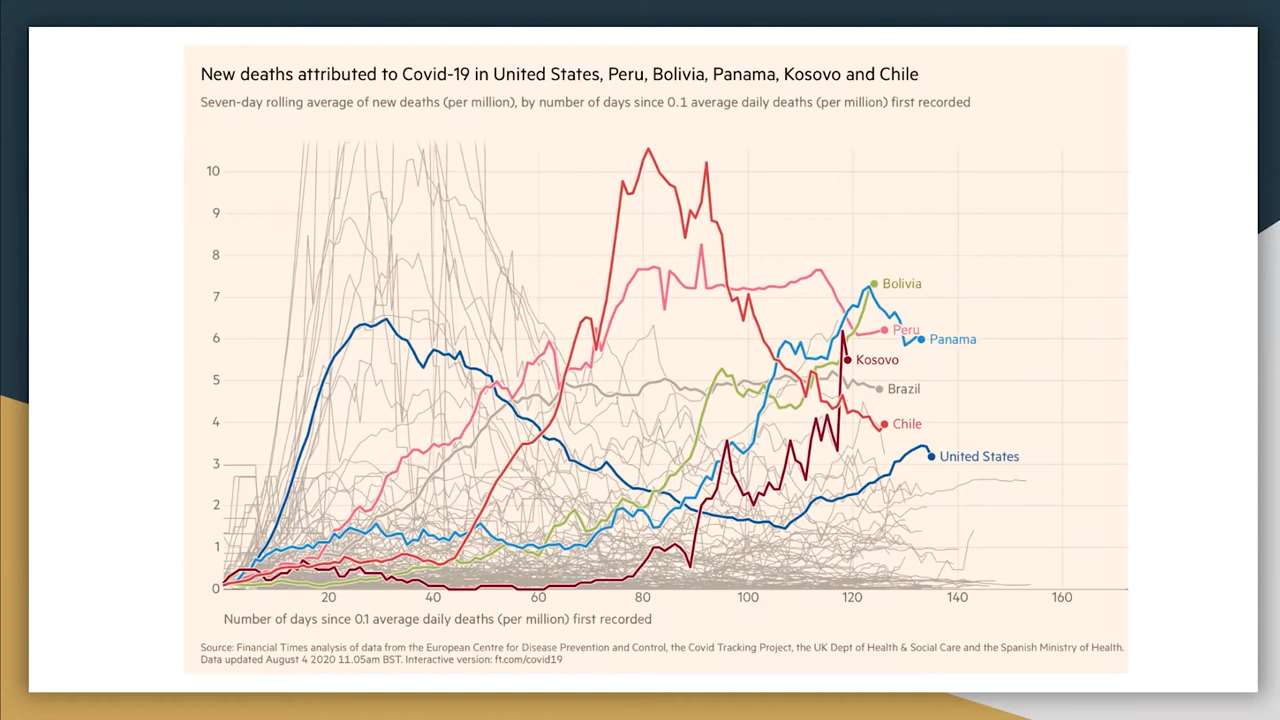 New deaths attributed to Covid-19 in United States, Peru, Bolivia, Panama, Kosovo and Chile
Seven-day rolling average of new deaths (per million), by number of days since 0.1 average daily deaths (per million) first recorded
10
9
8
7
6
5
4
3
2
1
0
Bolivia
Peru
Panama
Kosovo
Brazil
Chile
United States
20
40
60
80
100
120
140
160
Number of days since 0.1 average daily deaths (per million) first recorded
Source: Financial Times analysis of data from the European Centre for Disease Prevention and Control, the Covid Tracking Project, the UK Dept of Health & Social Care and the Spanish Ministry of Health.
Data updated August 4 2020 11.05am BST. Interactive version: ft.com/covid19